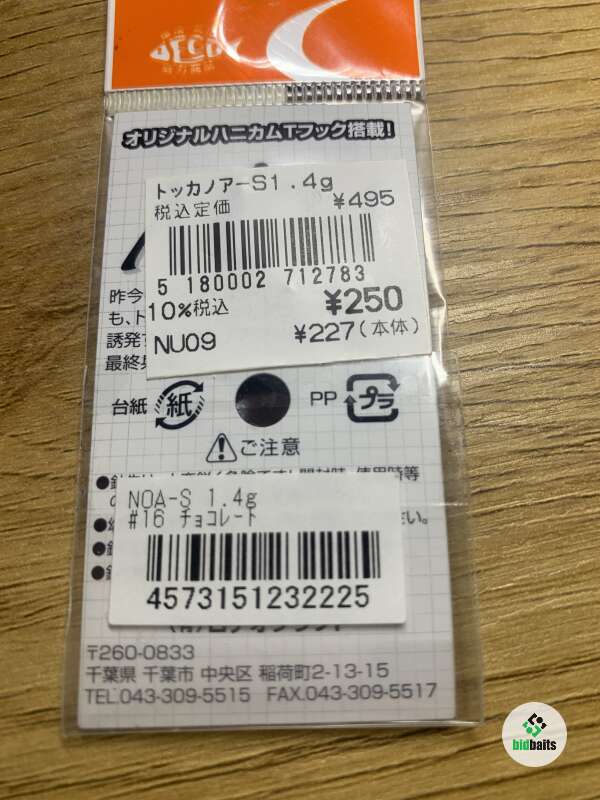 オリジナルハニカムTフック搭載!
トッカノアーS1.4g
税込定価 ¥495
5 180002 712783
10%税込 ¥250
NU09 ¥227(本体)
昨今
も、ト
誘発す
最終兵
台紙 紙 PP プラ
ご注意
NOA-S 1.4g
#16 チョコレート
4573151232225
〒260-0833
千葉県 千葉市 中央区 稲荷町2-13-15
TEL.043-309-5515 FAX.043-309-5517
bidbaits